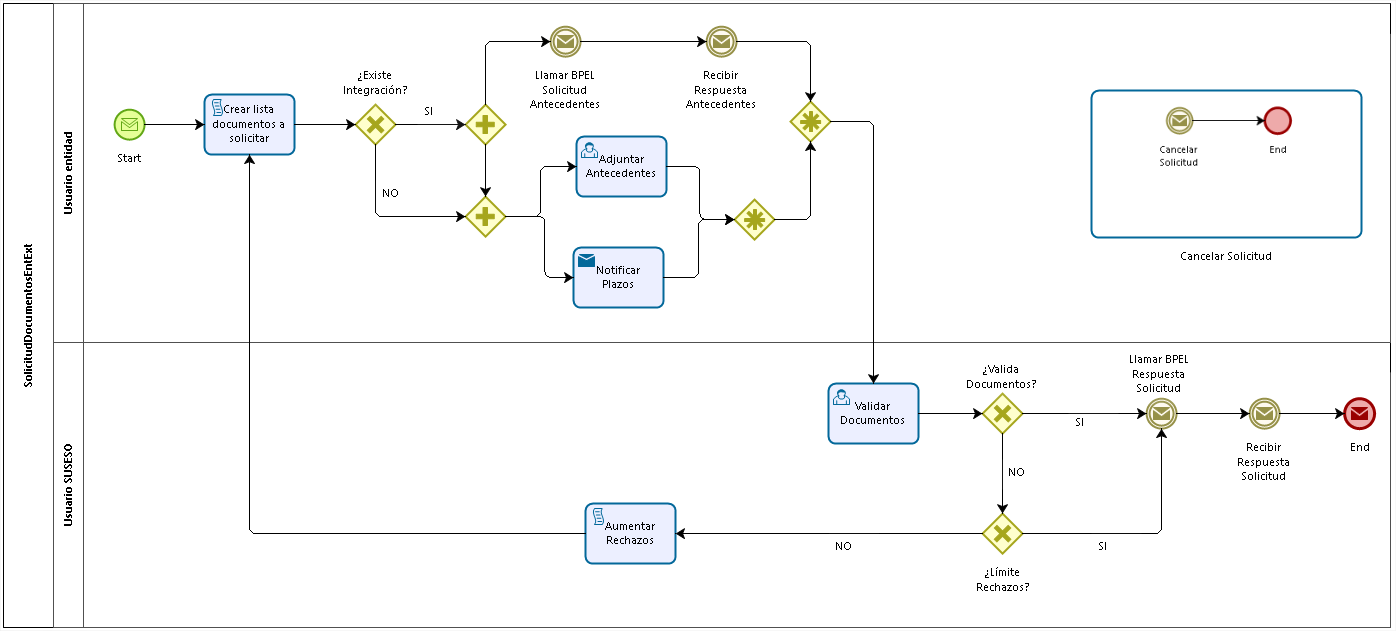 SolicitudDocumentosEntExt
Usuario entidad
Start
Crear lista
documentos a
solicitar
¿Existe
Integración?
SI
NO
Llamar BPEL
Solicitud
Antecedentes
Recibir
Respuesta
Antecedentes
Adjuntar
Antecedentes
Notificar
Plazos
Cancelar
Solicitud
End
Cancelar Solicitud
Usuario SUSESO
Validar
Documentos
¿Valida
Documentos?
SI
NO
Llamar BPEL
Respuesta
Solicitud
Recibir
Respuesta
Solicitud
End
Aumentar
Rechazos
NO
¿Límite
Rechazos?
SI